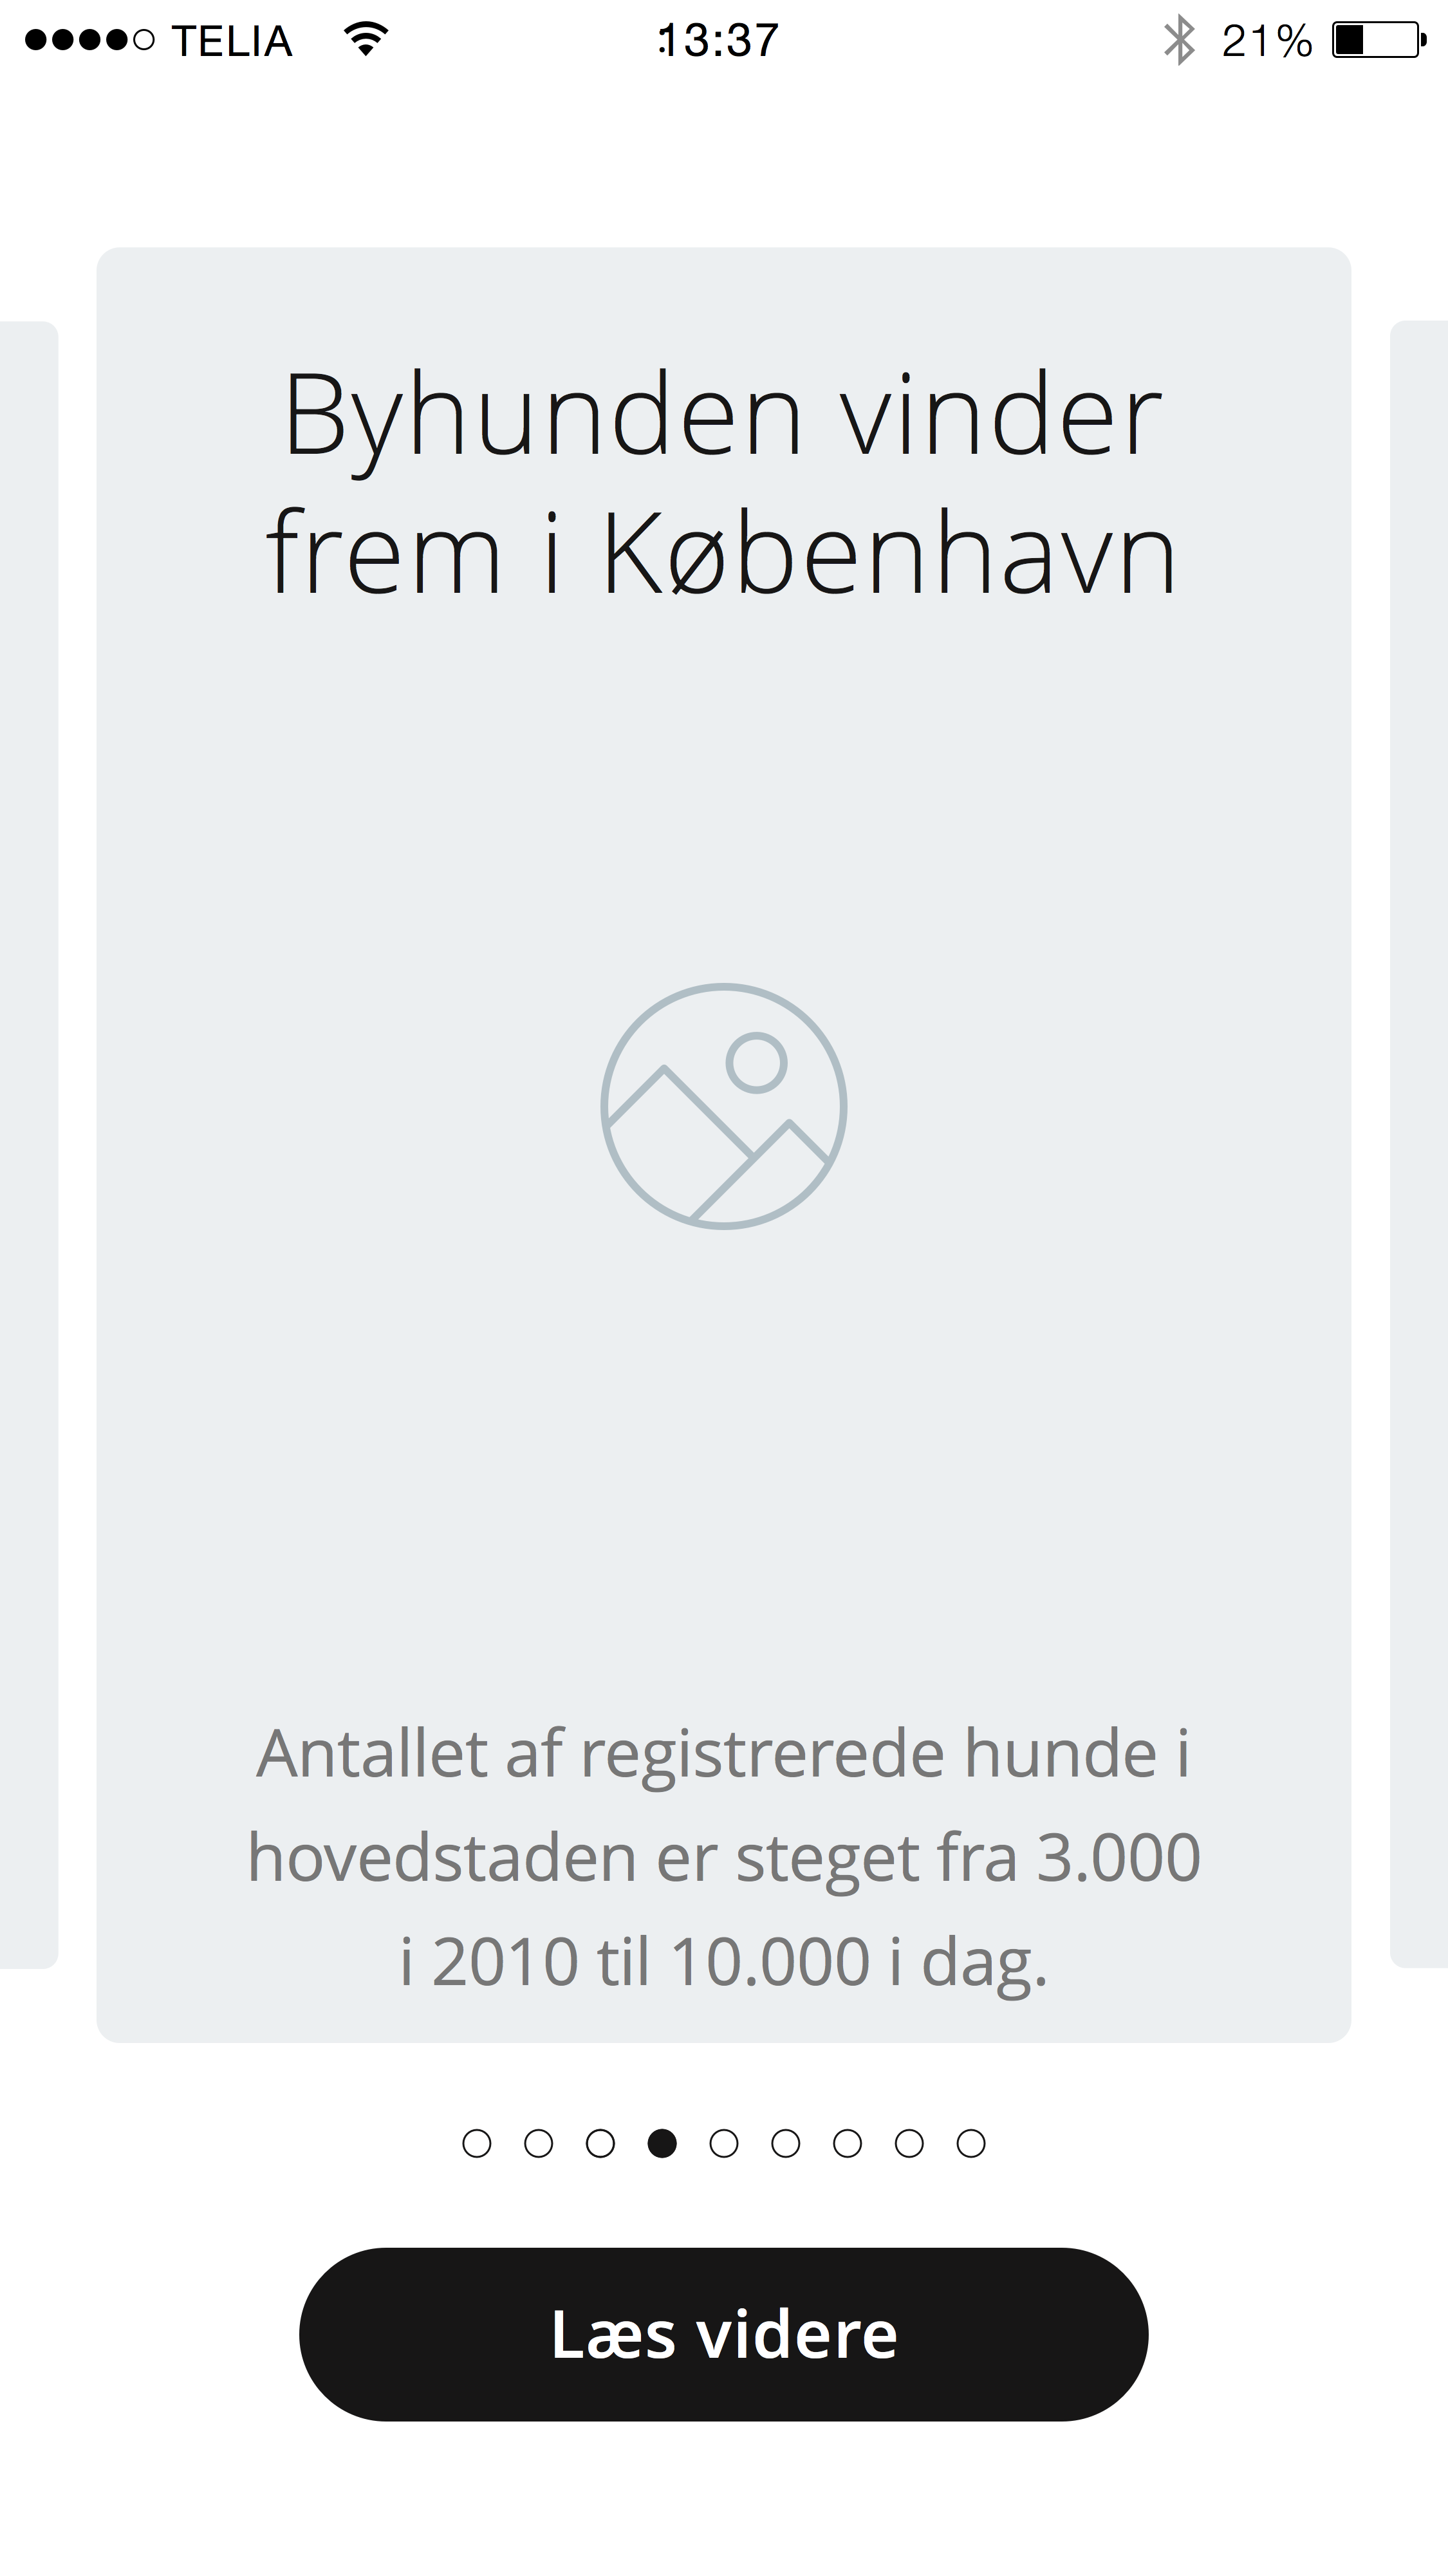 TELIA 13:37 21%
Byhunden vinder
frem i København
Antallet af registrerede hunde i
hovedstaden er steget fra 3.000
i 2010 til 10.000 i dag.
Læs videre